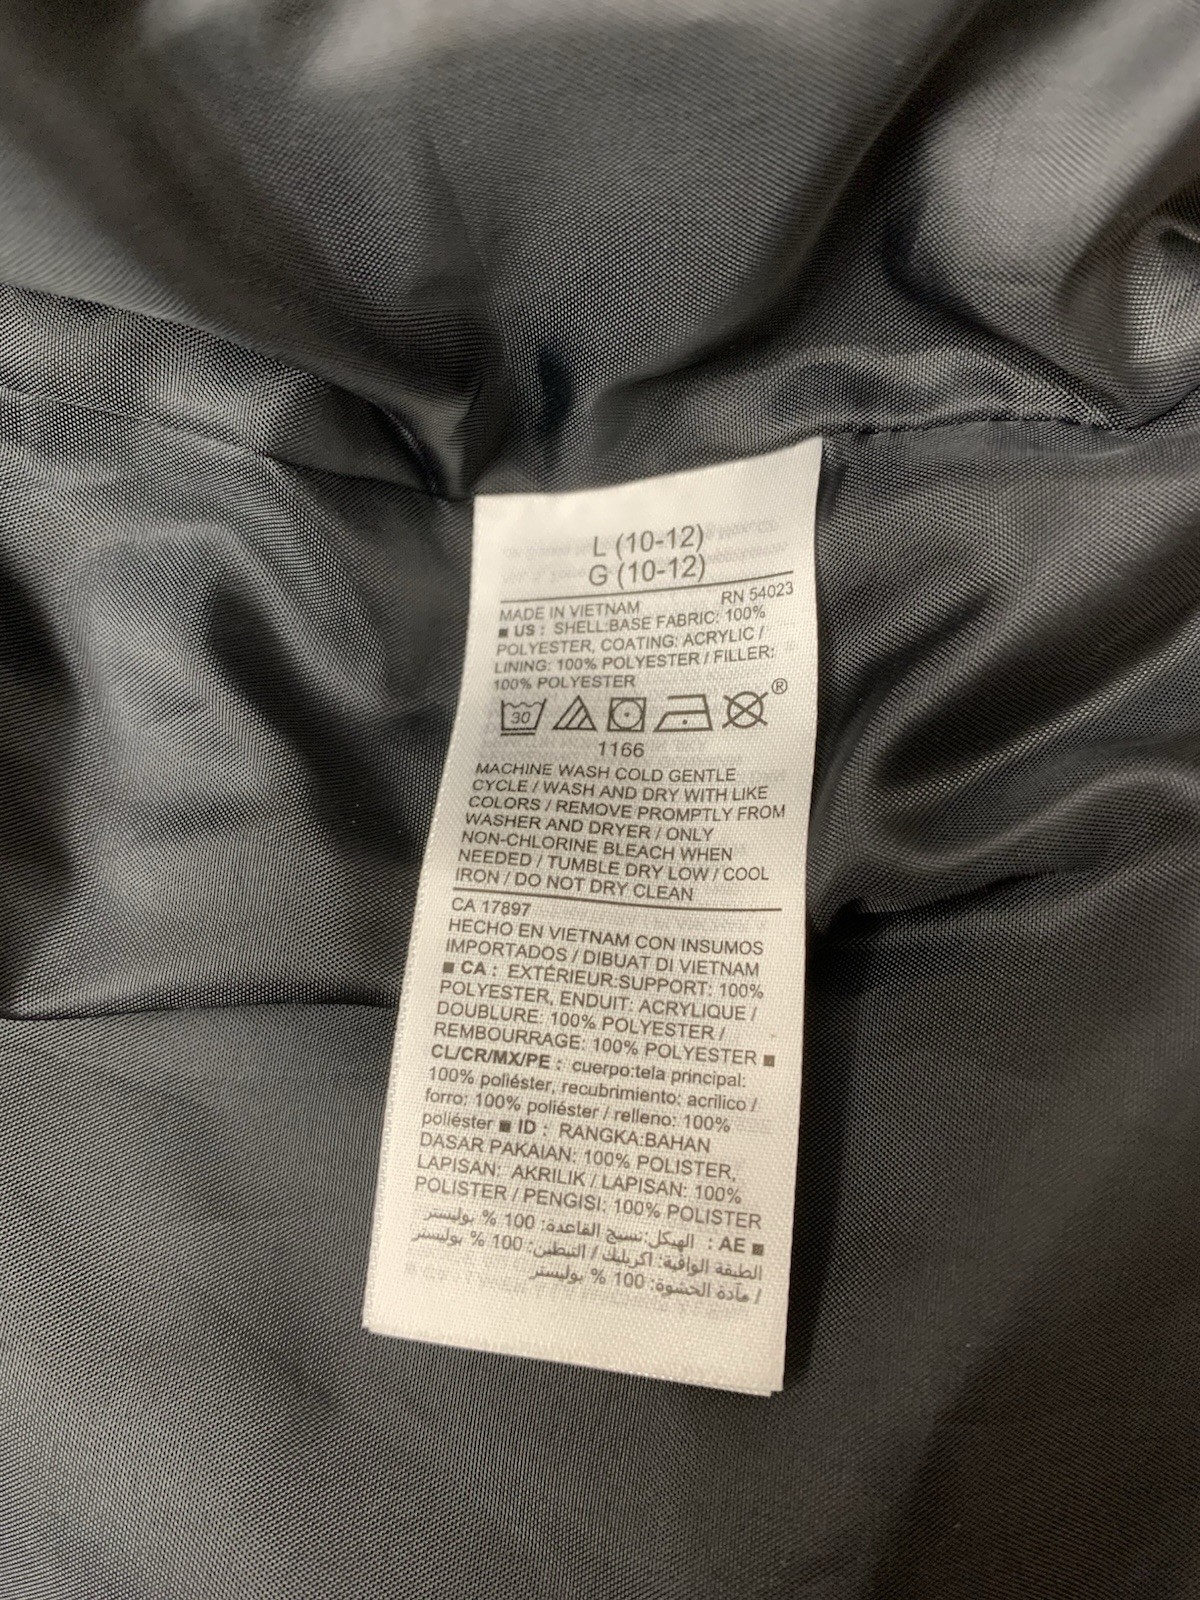 L (10-12)
G (10-12)
MADE IN VIETNAM RN 54023
■ US : SHELL:BASE FABRIC: 100%
POLYESTER, COATING: ACRYLIC /
LINING: 100% POLYESTER / FILLER:
100% POLYESTER
30 ®
1166
MACHINE WASH COLD GENTLE
CYCLE / WASH AND DRY WITH LIKE
COLORS / REMOVE PROMPTLY FROM
WASHER AND DRYER / ONLY
NON-CHLORINE BLEACH WHEN
NEEDED / TUMBLE DRY LOW / COOL
IRON / DO NOT DRY CLEAN
CA 17897
HECHO EN VIETNAM CON INSUMOS
IMPORTADOS / DIBUAT DI VIETNAM
■ CA : EXTÉRIEUR:SUPPORT: 100%
POLYESTER, ENDUIT: ACRYLIQUE /
DOUBLURE: 100% POLYESTER /
REMBOURRAGE: 100% POLYESTER ■
CL/CR/MX/PE : cuerpo:tela principal:
100% poliéster, recubrimiento: acrílico /
forro: 100% poliéster / relleno: 100%
poliéster ■ ID : RANGKA:BAHAN
DASAR PAKAIAN: 100% POLISTER,
LAPISAN: AKRILIK / LAPISAN: 100%
POLISTER / PENGISI: 100% POLISTER
■ AE : الهيكل:نسيج القاعدة: 100 % بوليستر
الطبقة الواقية: اكريليك / التبطين: 100 % بوليستر
/ مادة الحشوة: 100 % بوليستر